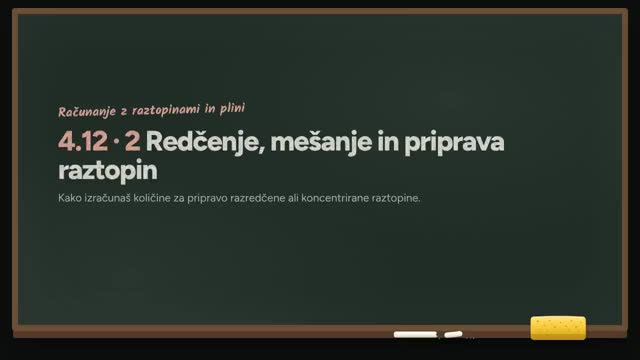 Računanje z raztopinami in plini
4.12 · 2 Redčenje, mešanje in priprava
raztopin
Kako izračunaš količine za pripravo razredčene ali koncentrirane raztopine.